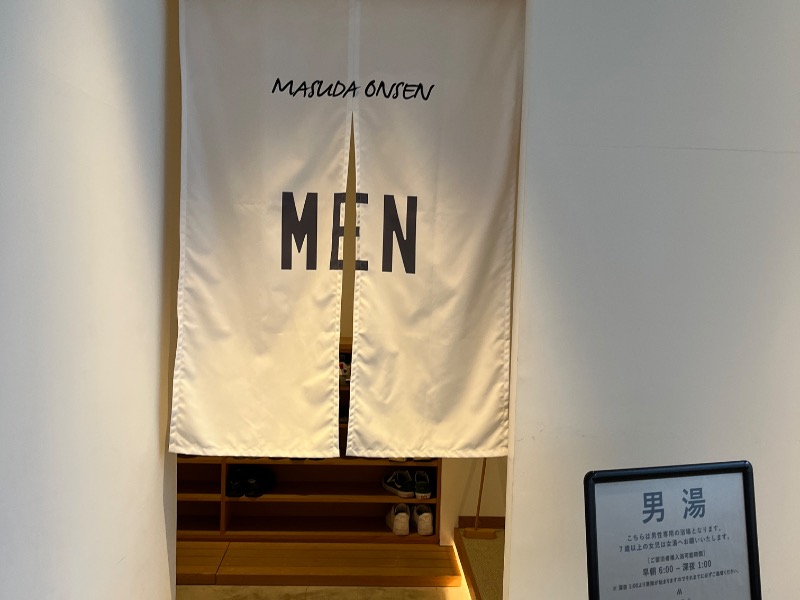 MASUDA ONSEN
MEN
男 湯
こちらは男性専用の浴場となります。
7歳以上の女児は女湯へお願いいたします。
早朝 6:00 – 深夜 1:00